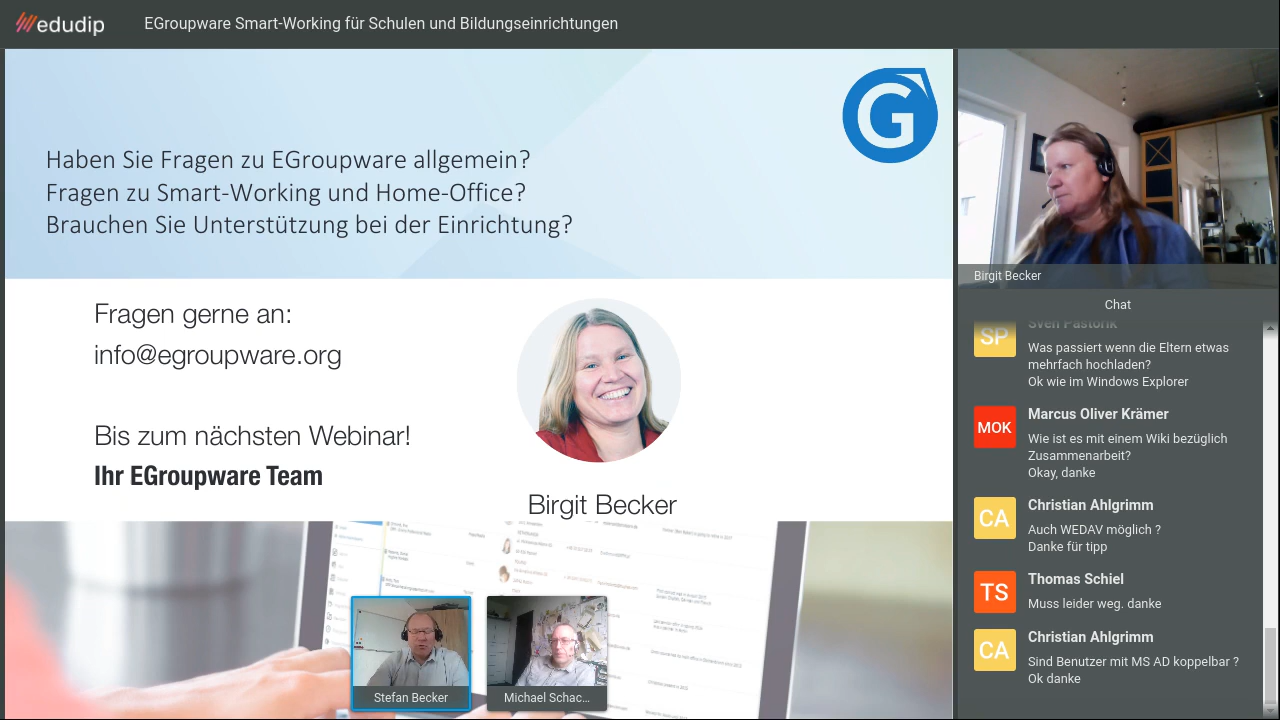 edudip
EGroupware Smart-Working für Schulen und Bildungseinrichtungen
G
Haben Sie Fragen zu EGroupware allgemein?
Fragen zu Smart-Working und Home-Office?
Brauchen Sie Unterstützung bei der Einrichtung?
Fragen gerne an:
info@egroupware.org
Bis zum nächsten Webinar!
Ihr EGroupware Team
Birgit Becker
Stefan Becker
Michael Schac...
Birgit Becker
Chat
SP
Sven Pastorik
Was passiert wenn die Eltern etwas
mehrfach hochladen?
Ok wie im Windows Explorer
MOK
Marcus Oliver Krämer
Wie ist es mit einem Wiki bezüglich
Zusammenarbeit?
Okay, danke
CA
Christian Ahlgrimm
Auch WEDAV möglich ?
Danke für tipp
TS
Thomas Schiel
Muss leider weg. danke
CA
Christian Ahlgrimm
Sind Benutzer mit MS AD koppelbar ?
Ok danke